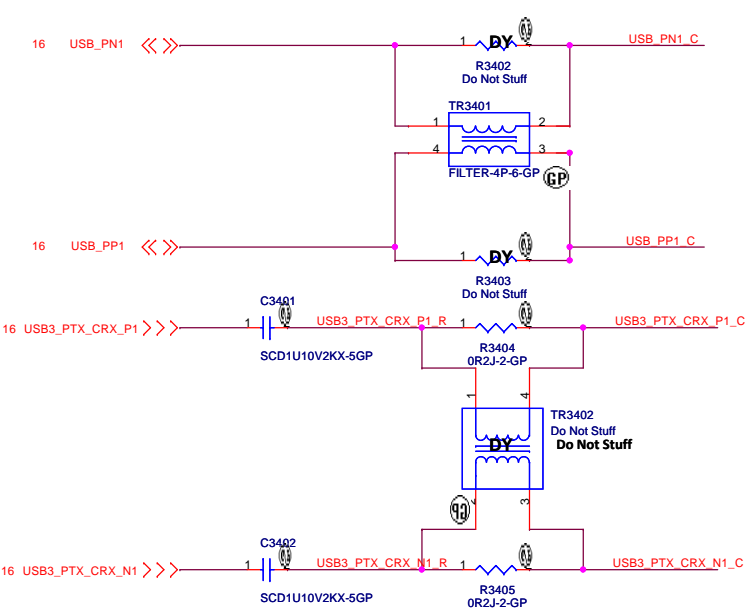 16 USB_PN1
1 DY
USB_PN1_C
R3402
Do Not Stuff
TR3401
1 2
4 3
FILTER-4P-6-GP
GP
16 USB_PP1
1 DY
USB_PP1_C
R3403
Do Not Stuff
C3401
16 USB3_PTX_CRX_P1
1
USB3_PTX_CRX_P1_R
1
USB3_PTX_CRX_P1_C
SCD1U10V2KX-5GP
R3404
0R2J-2-GP
1 4
TR3402
Do Not Stuff
DY
Do Not Stuff
GP
2 3
C3402
16 USB3_PTX_CRX_N1
1
USB3_PTX_CRX_N1_R
1
USB3_PTX_CRX_N1_C
SCD1U10V2KX-5GP
R3405
0R2J-2-GP